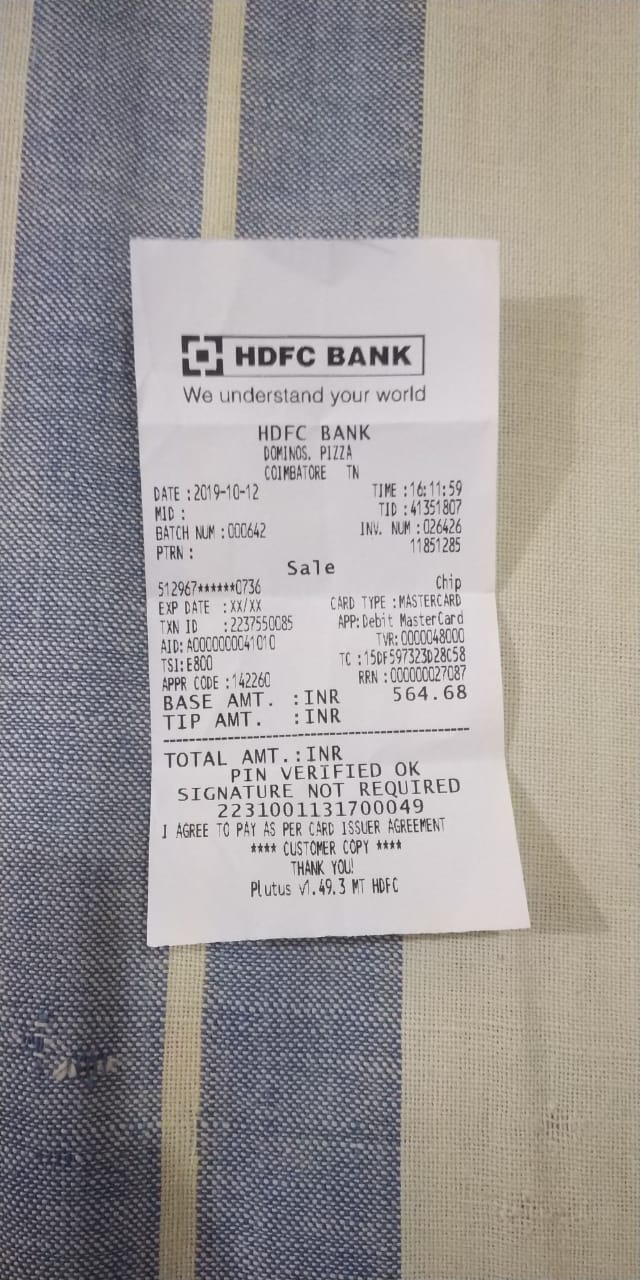 HDFC BANK
We understand your world
HDFC BANK
DOMINOS. PIZZA
COIMBATORE TN
DATE :2019-10-12 TIME :16:11:59
MID : TID :41351807
BATCH NUM :000642 INV. NUM :026426
PTRN : 11851285
Sale
512967******0736 Chip
EXP DATE :XX/XX CARD TYPE :MASTERCARD
TXN ID :2237550085 APP:Debit MasterCard
AID:A0000000041010 TVR:0000048000
TSI:E800 TC :15DF597323D28C58
APPR CODE :142260 RRN :000000027087
BASE AMT. :INR 564.68
TIP AMT. :INR
TOTAL AMT.:INR
PIN VERIFIED OK
SIGNATURE NOT REQUIRED
2231001131700049
I AGREE TO PAY AS PER CARD ISSUER AGREEMENT
**** CUSTOMER COPY ****
THANK YOU!
Plutus v1.49.3 MT HDFC